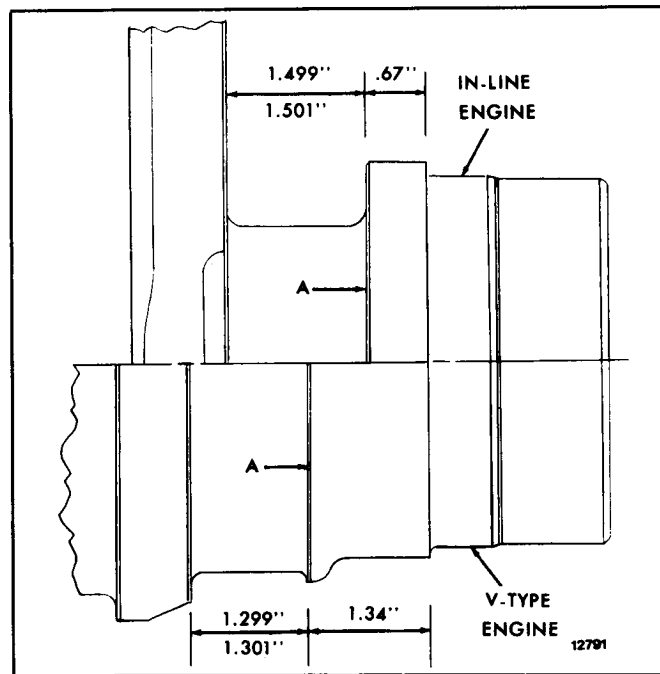 1.499'' .67''
1.501''
IN-LINE
ENGINE
A
A
1.299'' 1.34''
1.301''
V-TYPE
ENGINE
12791